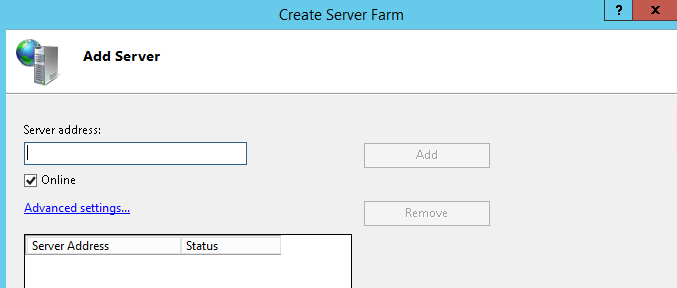 Create Server Farm
? x
Add Server
Server address:
Add
Online
Advanced settings...
Remove
Server Address Status